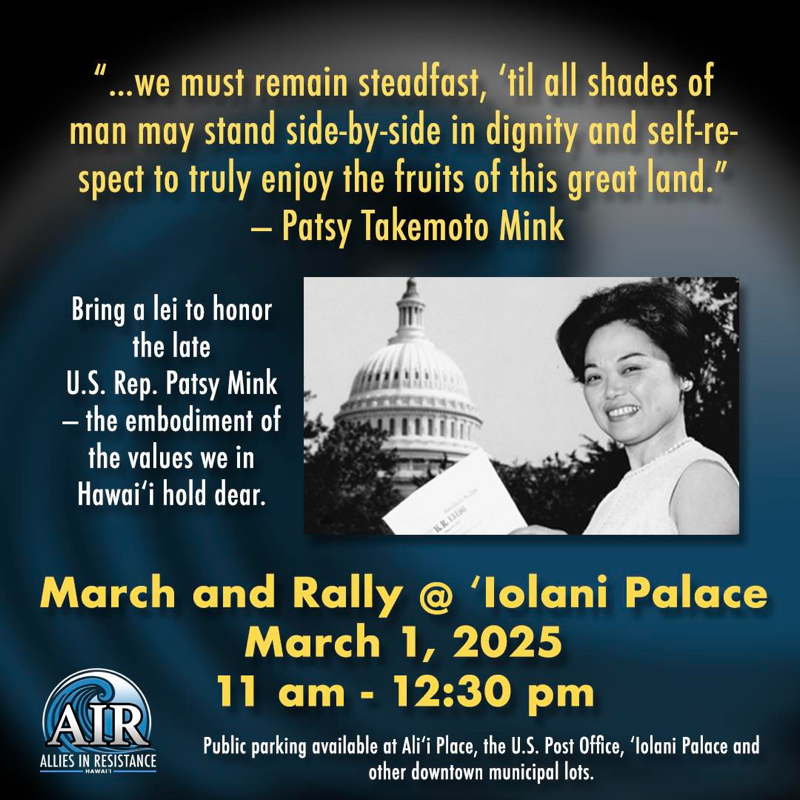 “...we must remain steadfast, ‘til all shades of
man may stand side-by-side in dignity and self-re-
spect to truly enjoy the fruits of this great land.”
– Patsy Takemoto Mink
Bring a lei to honor
the late
U.S. Rep. Patsy Mink
– the embodiment of
the values we in
Hawai‘i hold dear.
March and Rally @ ‘Iolani Palace
March 1, 2025
11 am - 12:30 pm
AIR
ALLIES IN RESISTANCE
HAWAI‘I
Public parking available at Ali‘i Place, the U.S. Post Office, ‘Iolani Palace and
other downtown municipal lots.